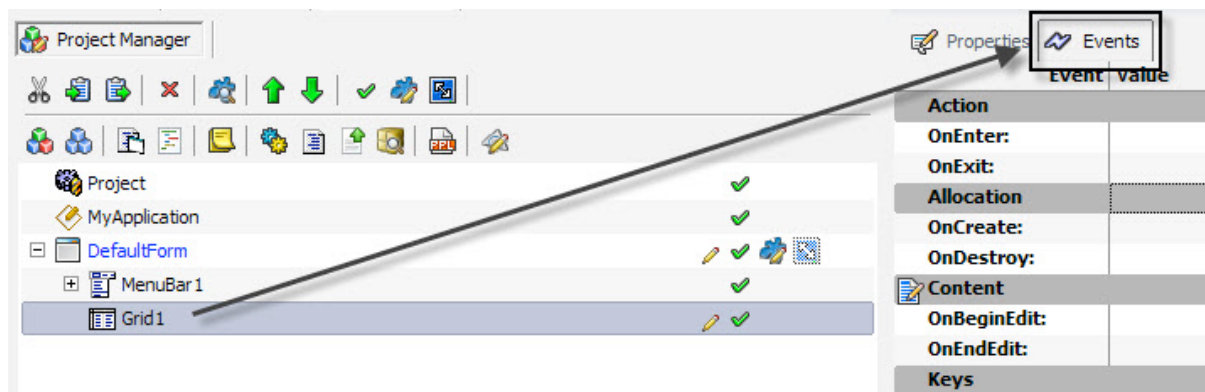 Project Manager
Properties Events
Event Value
Action
OnEnter:
OnExit:
Allocation
OnCreate:
OnDestroy:
Content
OnBeginEdit:
OnEndEdit:
Keys
RPL
Project
MyApplication
DefaultForm
MenuBar1
Grid1